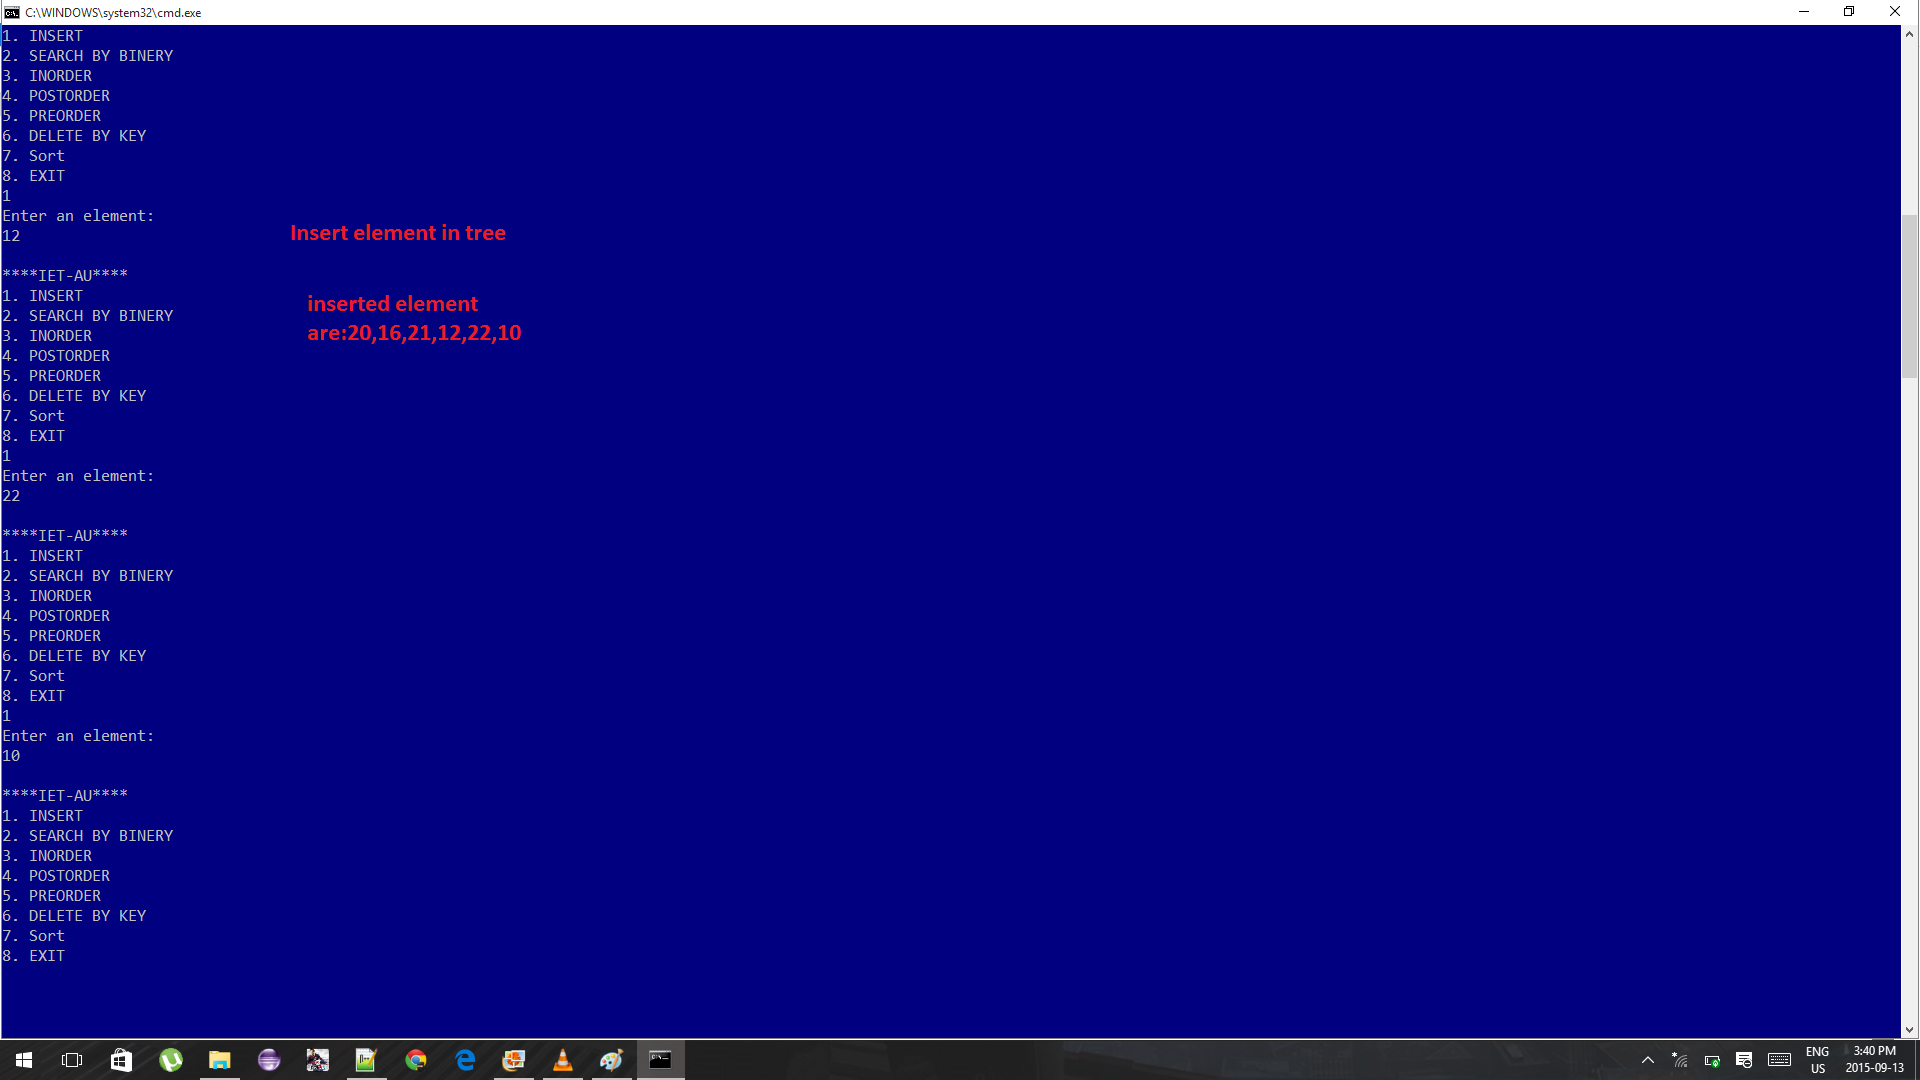 C:\WINDOWS\system32\cmd.exe
1. INSERT
2. SEARCH BY BINERY
3. INORDER
4. POSTORDER
5. PREORDER
6. DELETE BY KEY
7. Sort
8. EXIT
1
Enter an element:
12
Insert element in tree
****IET-AU****
1. INSERT
2. SEARCH BY BINERY
3. INORDER
4. POSTORDER
5. PREORDER
6. DELETE BY KEY
7. Sort
8. EXIT
inserted element
are:20,16,21,12,22,10
1
Enter an element:
22
****IET-AU****
1. INSERT
2. SEARCH BY BINERY
3. INORDER
4. POSTORDER
5. PREORDER
6. DELETE BY KEY
7. Sort
8. EXIT
1
Enter an element:
10
****IET-AU****
1. INSERT
2. SEARCH BY BINERY
3. INORDER
4. POSTORDER
5. PREORDER
6. DELETE BY KEY
7. Sort
8. EXIT
ENG
US
3:40 PM
2015-09-13